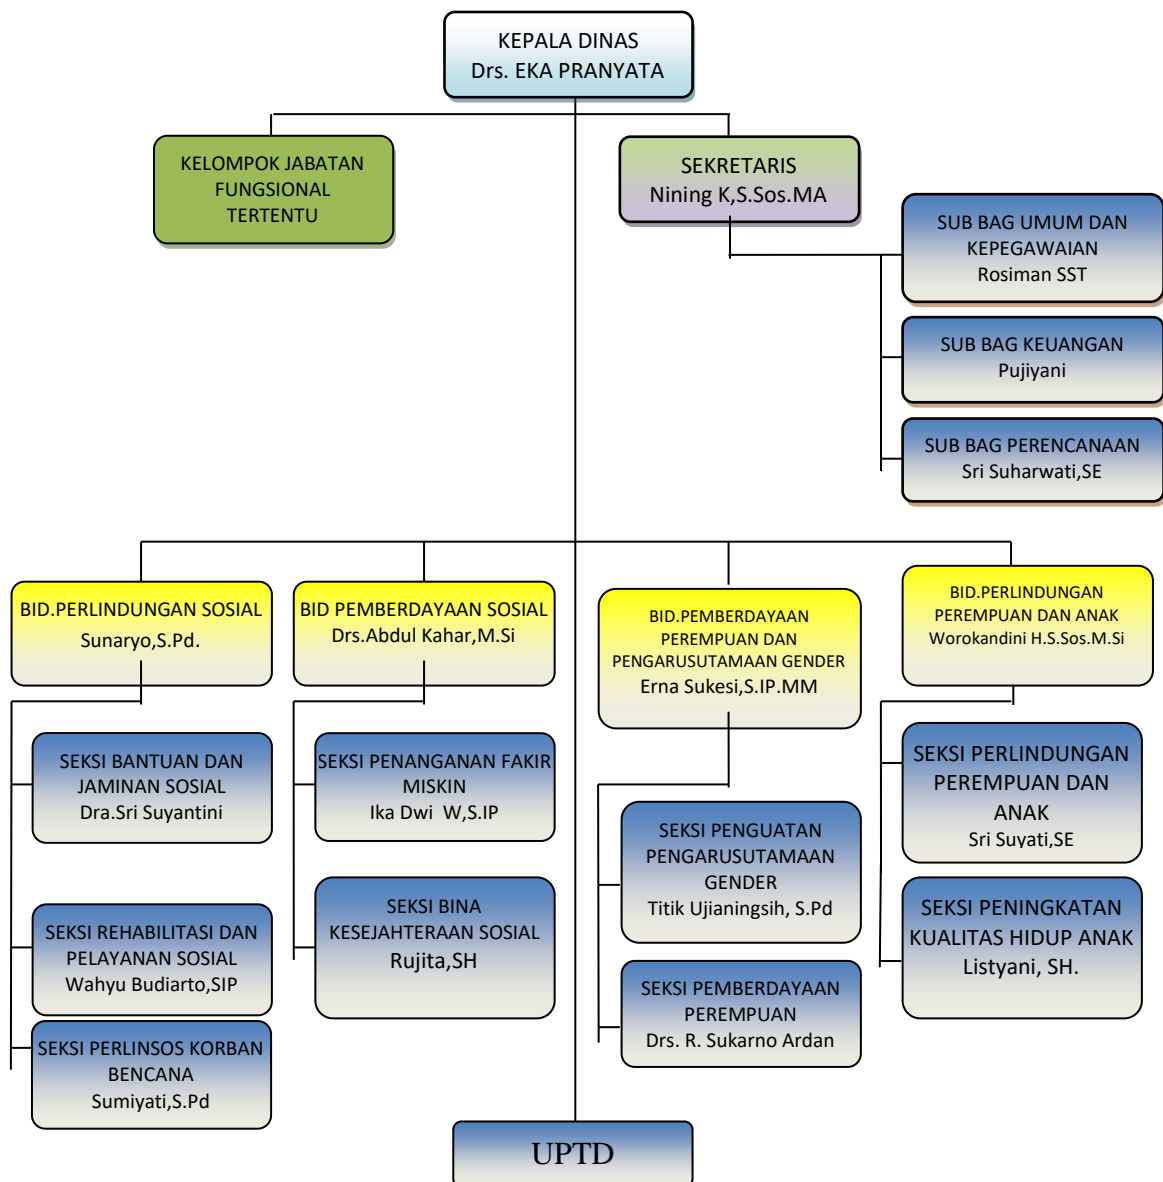 KEPALA DINAS
Drs. EKA PRANYATA
KELOMPOK JABATAN
FUNGSIONAL
TERTENTU
SEKRETARIS
Nining K,S.Sos.MA
SUB BAG UMUM DAN
KEPEGAWAIAN
Rosiman SST
SUB BAG KEUANGAN
Pujiyani
SUB BAG PERENCANAAN
Sri Suharwati,SE
BID.PERLINDUNGAN SOSIAL
Sunaryo,S.Pd.
BID PEMBERDAYAAN SOSIAL
Drs.Abdul Kahar,M.Si
BID.PEMBERDAYAAN
PEREMPUAN DAN
PENGARUSUTAMAAN GENDER
Erna Sukesi,S.IP.MM
BID.PERLINDUNGAN
PEREMPUAN DAN ANAK
Worokandini H.S.Sos.M.Si
SEKSI BANTUAN DAN
JAMINAN SOSIAL
Dra.Sri Suyantini
SEKSI REHABILITASI DAN
PELAYANAN SOSIAL
Wahyu Budiarto,SIP
SEKSI PERLINSOS KORBAN
BENCANA
Sumiyati,S.Pd
SEKSI PENANGANAN FAKIR
MISKIN
Ika Dwi  W,S.IP
SEKSI BINA
KESEJAHTERAAN SOSIAL
Rujita,SH
SEKSI PENGUATAN
PENGARUSUTAMAAN
GENDER
Titik Ujianingsih, S.Pd
SEKSI PEMBERDAYAAN
PEREMPUAN
Drs. R. Sukarno Ardan
SEKSI PERLINDUNGAN
PEREMPUAN DAN
ANAK
Sri Suyati,SE
SEKSI PENINGKATAN
KUALITAS HIDUP ANAK
Listyani, SH.
UPTD